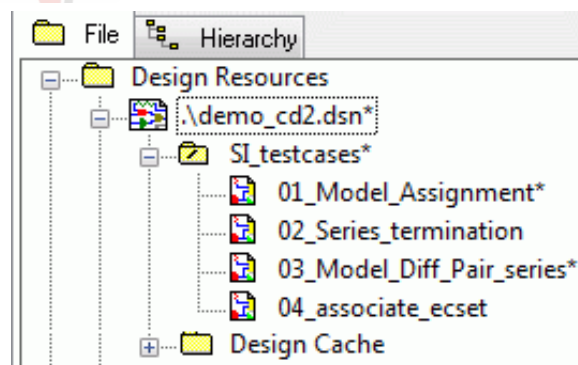 File Hierarchy
Design Resources
.\demo_cd2.dsn*
SI_testcases*
01_Model_Assignment*
02_Series_termination
03_Model_Diff_Pair_series*
04_associate_ecset
Design Cache